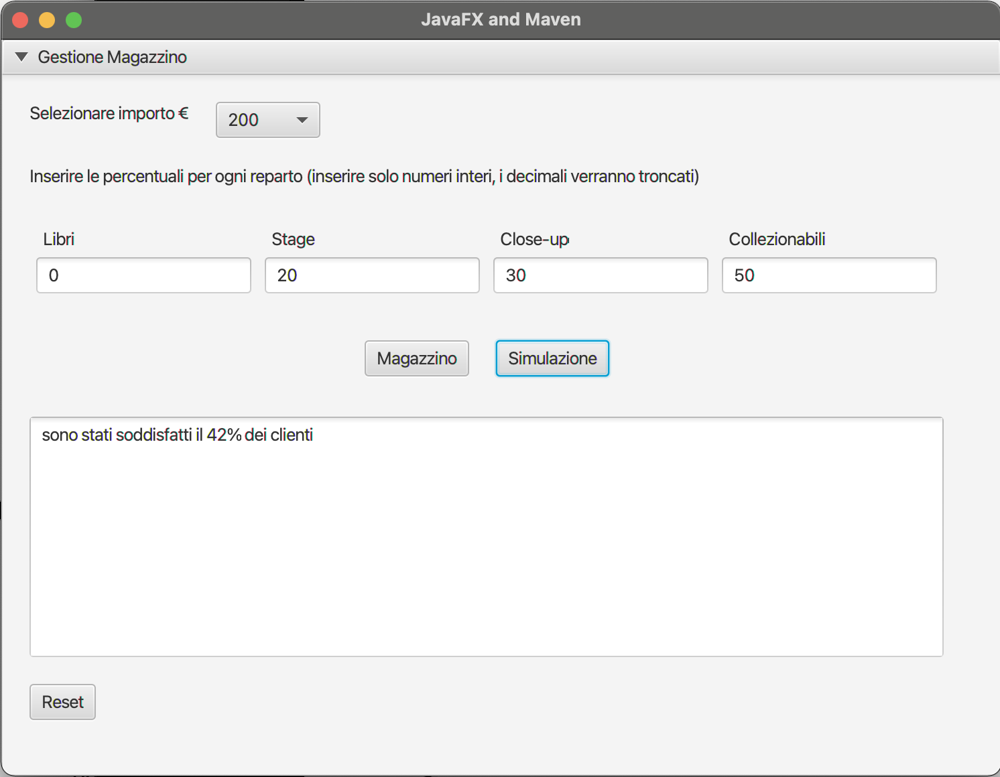 JavaFX and Maven
Gestione Magazzino
Selezionare importo €
200
Inserire le percentuali per ogni reparto (inserire solo numeri interi, i decimali verranno troncati)
Libri Stage Close-up Collezionabili
0 20 30 50
Magazzino Simulazione
sono stati soddisfatti il 42% dei clienti
Reset